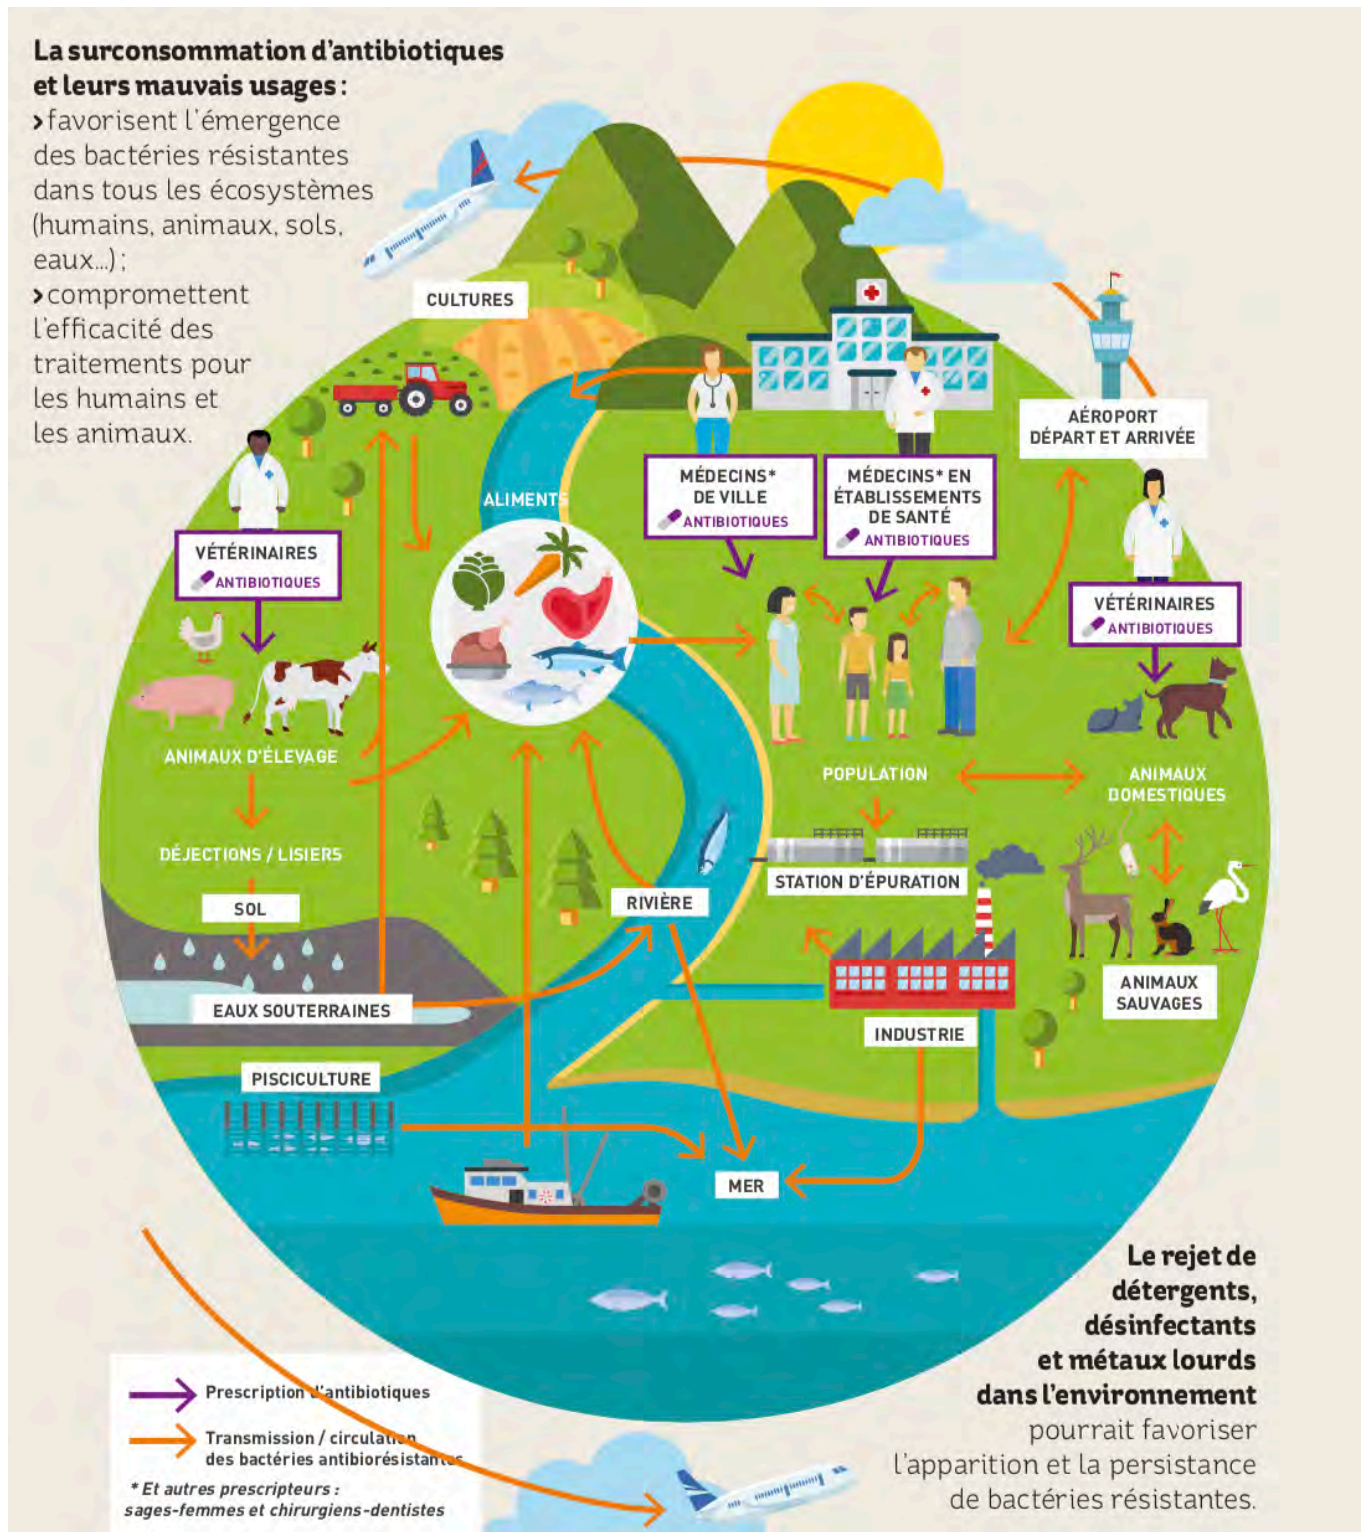 La surconsommation d'antibiotiques
et leurs mauvais usages :
> favorisent l'émergence
des bactéries résistantes
dans tous les écosystèmes
(humains, animaux, sols,
eaux...) ;
> compromettent
l'efficacité des
traitements pour
les humains et
les animaux.
CULTURES
AÉROPORT
DÉPART ET ARRIVÉE
ALIMENTS
MÉDECINS*
DE VILLE
ANTIBIOTIQUES
MÉDECINS* EN
ÉTABLISSEMENTS
DE SANTÉ
ANTIBIOTIQUES
VÉTÉRINAIRES
ANTIBIOTIQUES
VÉTÉRINAIRES
ANTIBIOTIQUES
ANIMAUX D'ÉLEVAGE
POPULATION
ANIMAUX
DOMESTIQUES
DÉJECTIONS / LISIERS
STATION D'ÉPURATION
SOL
RIVIÈRE
ANIMAUX
SAUVAGES
EAUX SOUTERRAINES
INDUSTRIE
PISCICULTURE
MER
Le rejet de
détergents,
désinfectants
et métaux lourds
dans l'environnement
pourrait favoriser
l'apparition et la persistance
de bactéries résistantes.
Prescription d'antibiotiques
Transmission / circulation
des bactéries antibiorésistantes
* Et autres prescripteurs :
sages-femmes et chirurgiens-dentistes